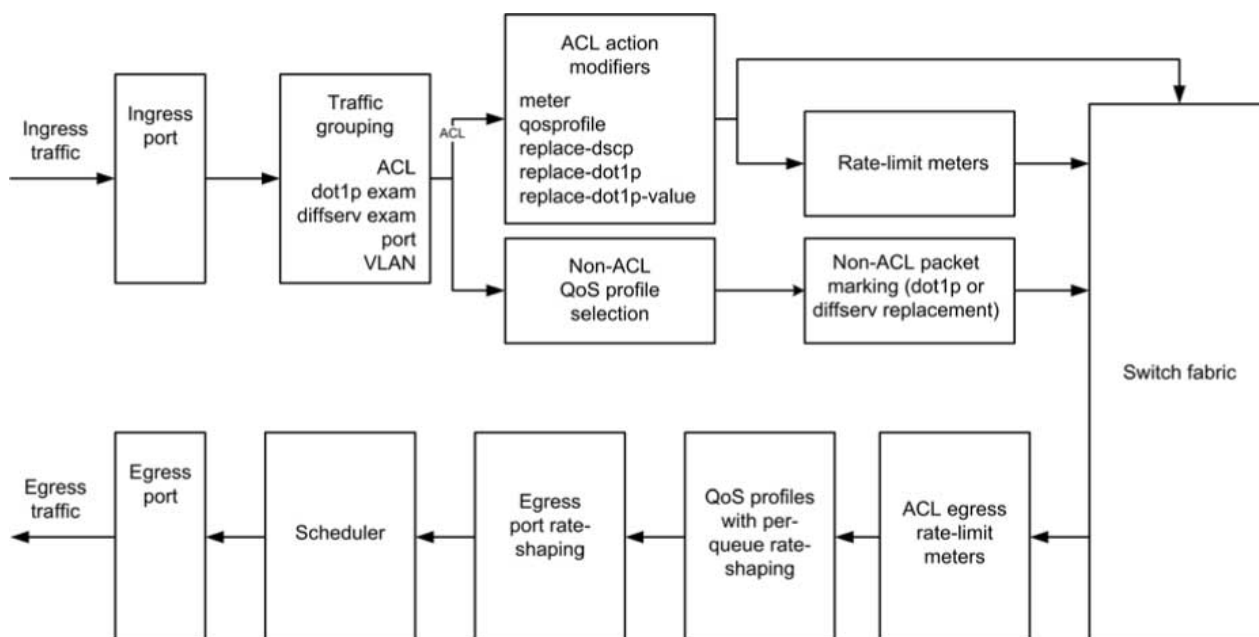 Ingress
traffic
Ingress
port
Traffic
grouping
ACL
dot1p exam
diffserv exam
port
VLAN
ACL
ACL action
modifiers
meter
qosprofile
replace-dscp
replace-dot1p
replace-dot1p-value
Rate-limit meters
Non-ACL
QoS profile
selection
Non-ACL packet
marking (dot1p or
diffserv replacement)
Switch fabric
Egress
traffic
Egress
port
Scheduler
Egress
port rate-
shaping
QoS profiles
with per-
queue rate-
shaping
ACL egress
rate-limit
meters